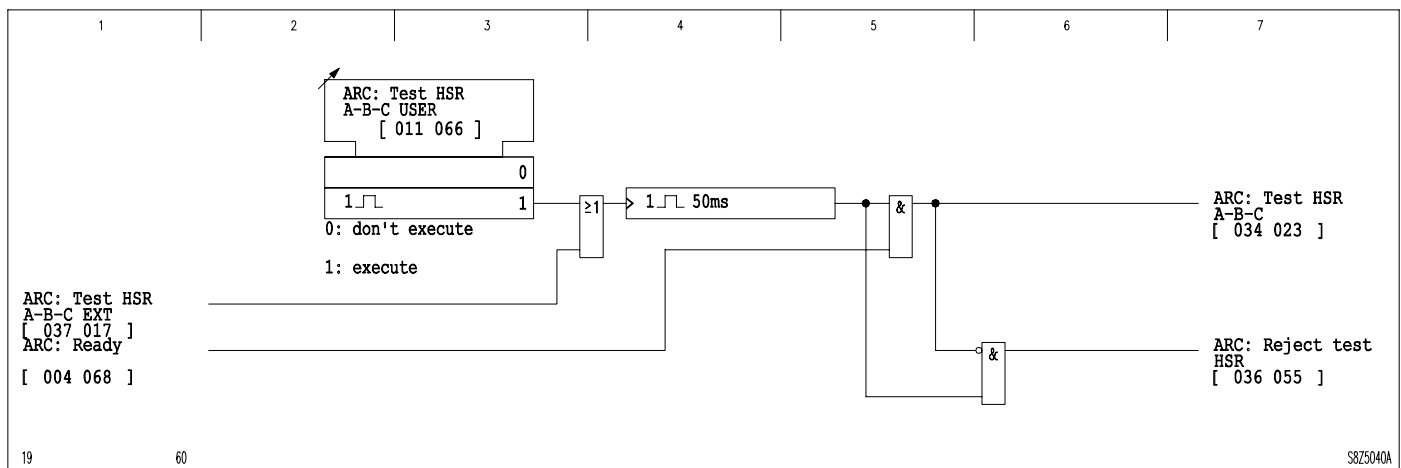 1 2 3 4 5 6 7
ARC: Test HSR
A-B-C USER
[ 011 066 ]
0
1 1
0: don't execute
1: execute
≥1
1 50ms
&
ARC: Test HSR
A-B-C
[ 034 023 ]
ARC: Test HSR
A-B-C EXT
[ 037 017 ]
ARC: Ready
[ 004 068 ]
&
ARC: Reject test
HSR
[ 036 055 ]
19 60 S8Z5040A